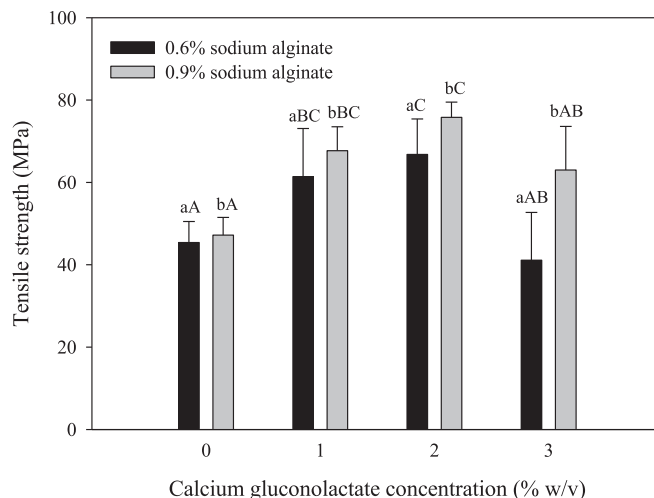 100
80
60
40
20
0
Tensile strength (MPa)
0.6% sodium alginate
0.9% sodium alginate
aA
bA
aBC
bBC
aC
bC
aAB
bAB
0
1
2
3
Calcium gluconolactate concentration (% w/v)